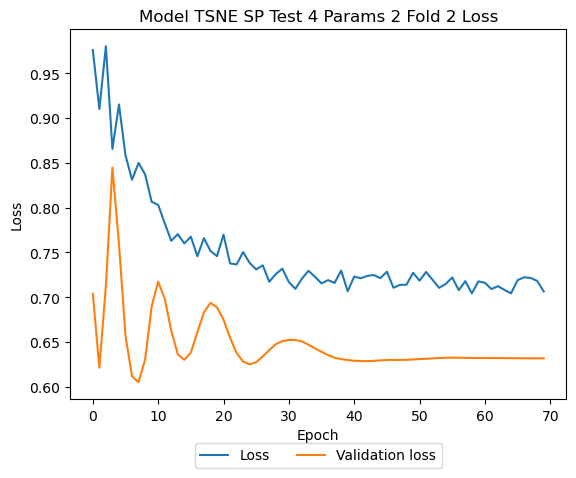 Model TSNE SP Test 4 Params 2 Fold 2 Loss
Loss
0.95
0.90
0.85
0.80
0.75
0.70
0.65
0.60
0 10 20 30 40 50 60 70
Epoch
Loss Validation loss